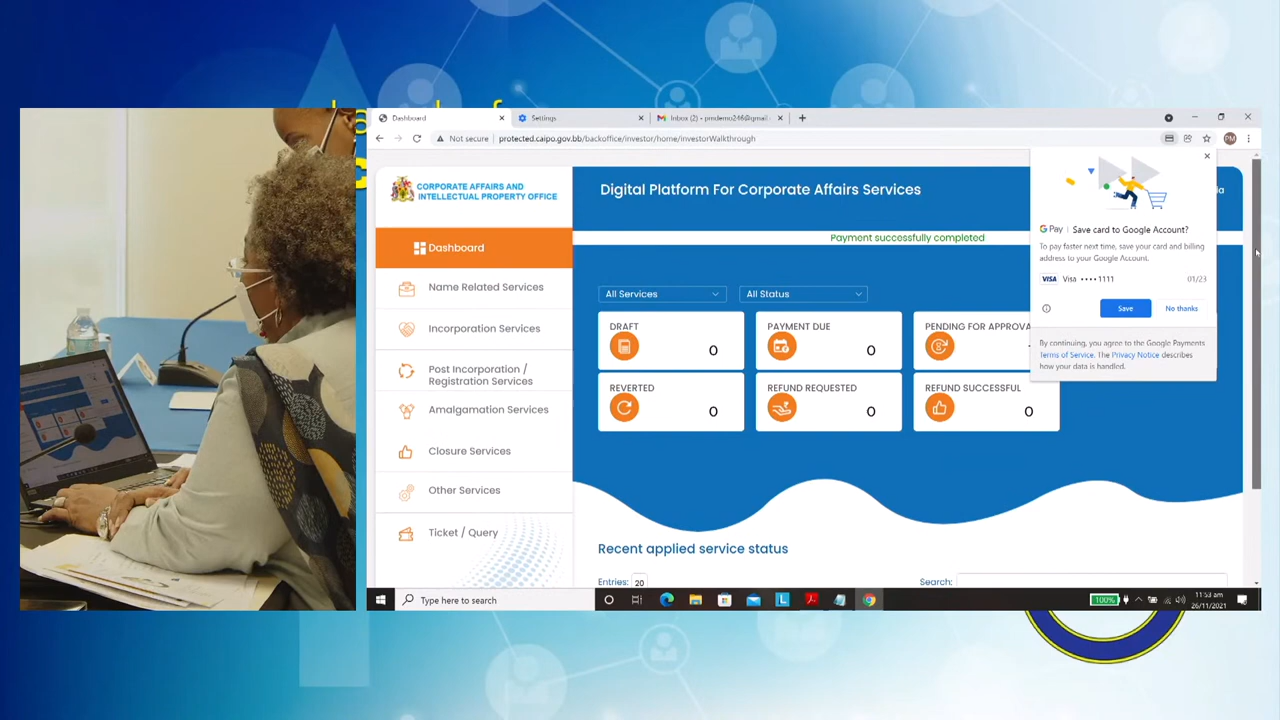 Dashboard
Settings
Inbox (2) - pmdemo246@gmail
Not secure
protected.caipo.gov.bb/backoffice/investor/home/investorWalkthrough
PM
CORPORATE AFFAIRS AND
INTELLECTUAL PROPERTY OFFICE
Digital Platform For Corporate Affairs Services
Payment successfully completed
Dashboard
Name Related Services
Incorporation Services
Post Incorporation /
Registration Services
Amalgamation Services
Closure Services
Other Services
Ticket / Query
All Services
All Status
DRAFT
0
PAYMENT DUE
0
PENDING FOR APPROVA
REVERTED
0
REFUND REQUESTED
0
REFUND SUCCESSFUL
0
Recent applied service status
Entries: 20
Search:
G Pay | Save card to Google Account?
To pay faster next time, save your card and billing
address to your Google Account.
VISA Visa •••• 1111 01/23
Save
No thanks
By continuing, you agree to the Google Payments
Terms of Service. The Privacy Notice describes
how your data is handled.
Type here to search
100%
11:53 am
26/11/2021